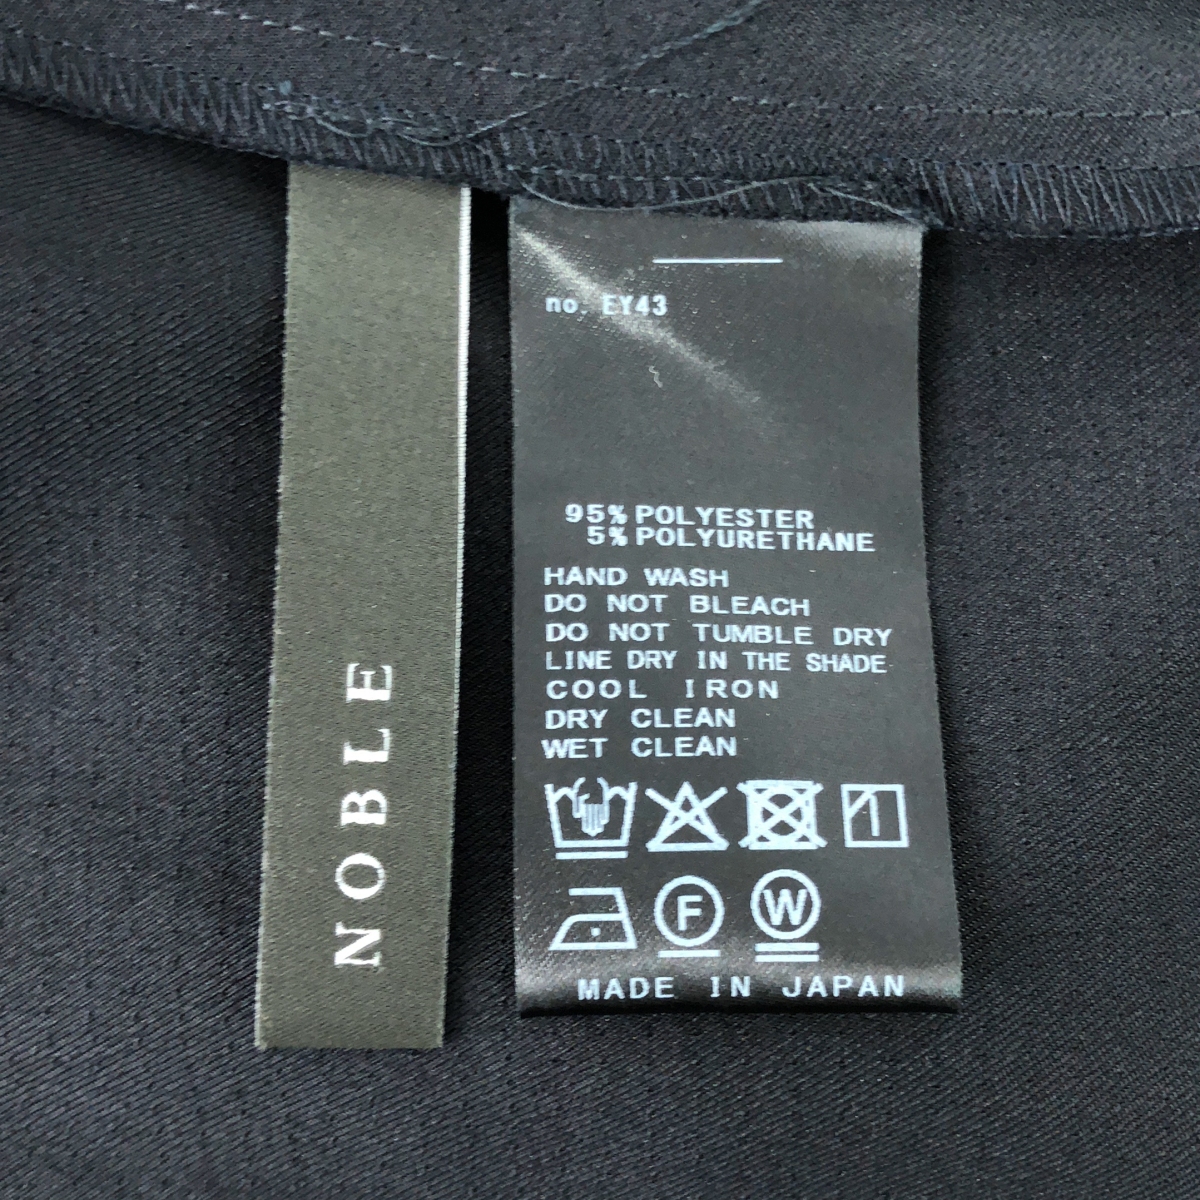 NOBLE
no. EY43
95% POLYESTER
5% POLYURETHANE
HAND WASH
DO NOT BLEACH
DO NOT TUMBLE DRY
LINE DRY IN THE SHADE
COOL IRON
DRY CLEAN
WET CLEAN
F W
MADE IN JAPAN